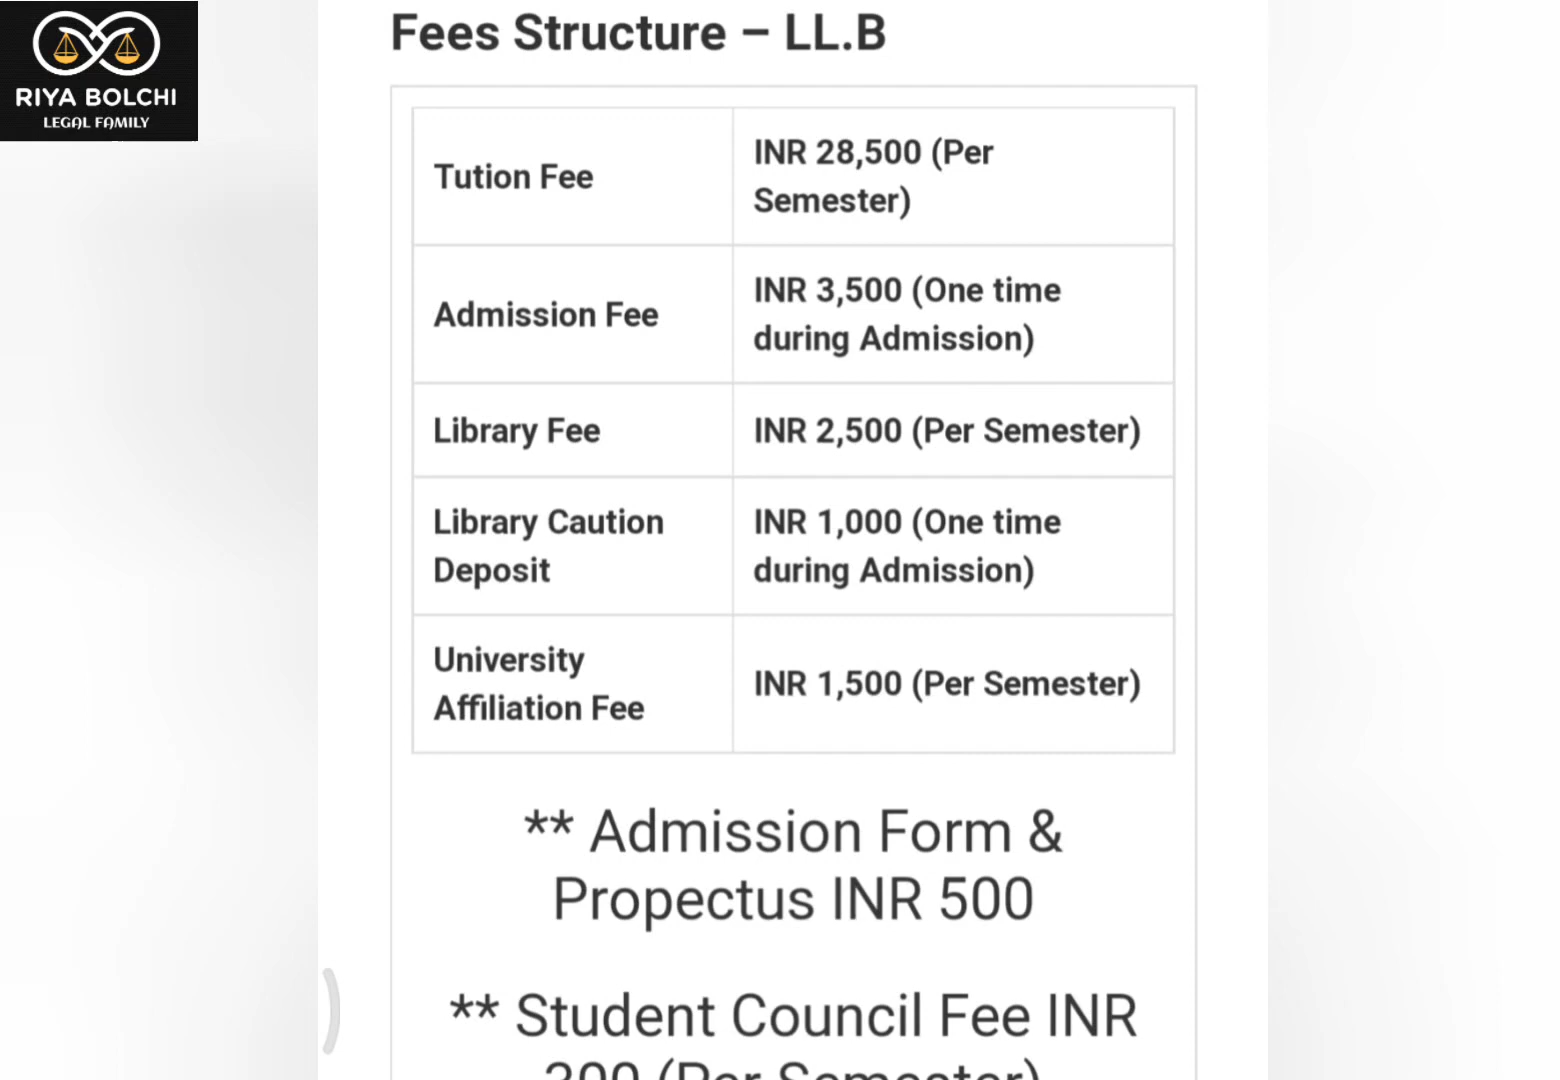 RIYA BOLCHI
LEGAL FAMILY
Fees Structure – LL.B
Tution Fee
INR 28,500 (Per
Semester)
Admission Fee
INR 3,500 (One time
during Admission)
Library Fee
INR 2,500 (Per Semester)
Library Caution
Deposit
INR 1,000 (One time
during Admission)
University
Affiliation Fee
INR 1,500 (Per Semester)
** Admission Form &
Propectus INR 500
** Student Council Fee INR
(Per Semester)